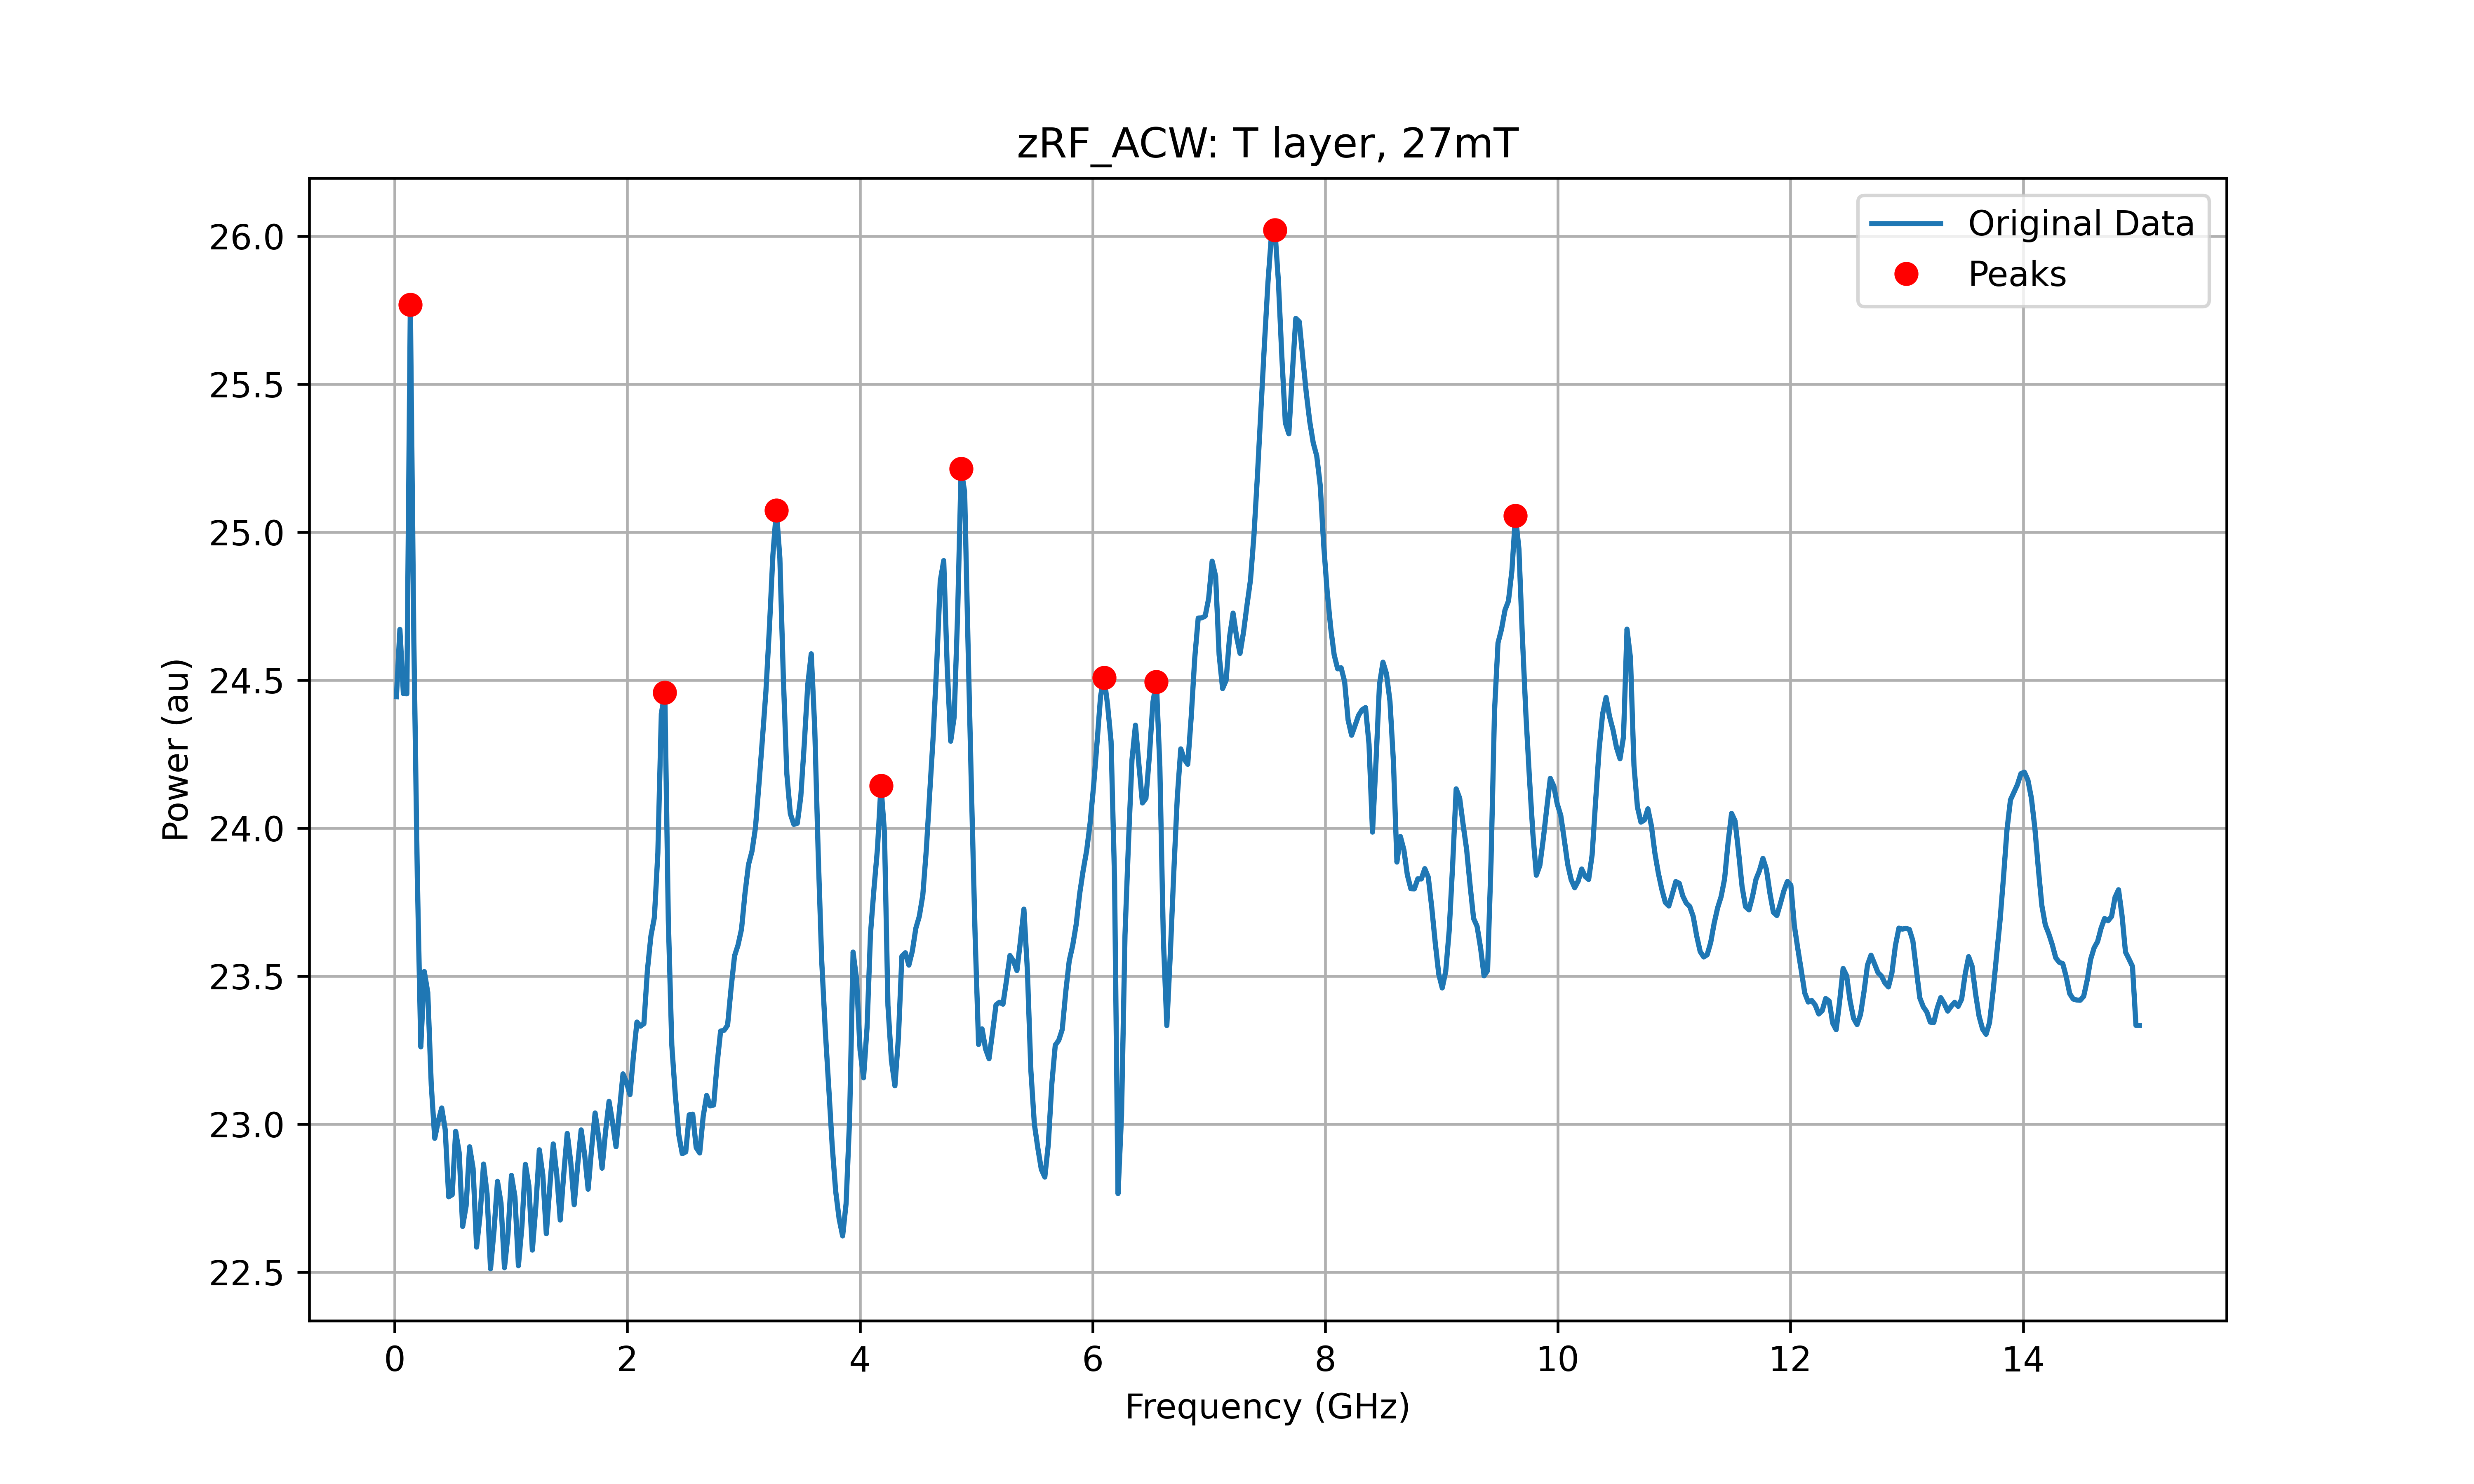 zRF_ACW: T layer, 27mT
Original Data
Peaks
26.0
25.5
25.0
24.5
24.0
23.5
23.0
22.5
Power (au)
0 2 4 6 8 10 12 14
Frequency (GHz)